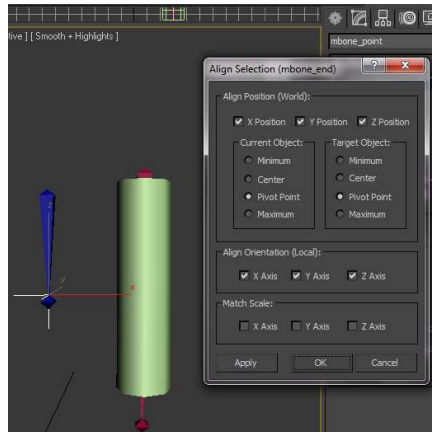 tive ] [ Smooth + Highlights ]
mbone_point
Align Selection (mbone_end)
Align Position (World):
X Position Y Position Z Position
Current Object: Target Object:
Minimum Minimum
Center Center
Pivot Point Pivot Point
Maximum Maximum
Align Orientation (Local):
X Axis Y Axis Z Axis
Match Scale:
X Axis Y Axis Z Axis
Apply OK Cancel
z
y
x